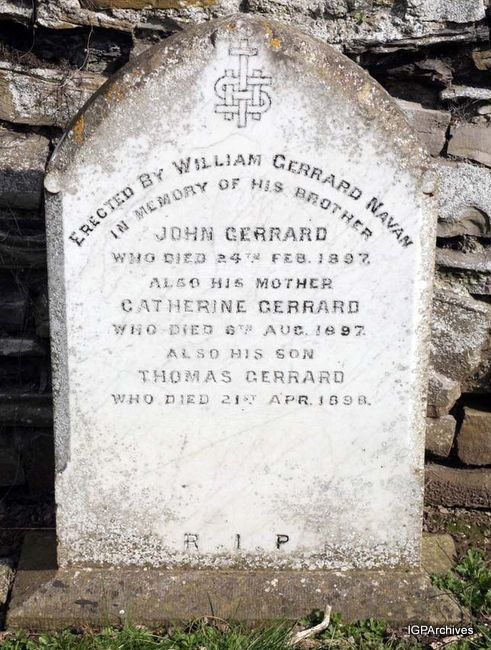 IHS
ERECTED BY WILLIAM GERRARD NAVAN
IN MEMORY OF HIS BROTHER
JOHN GERRARD
WHO DIED 24TH FEB. 1897.
ALSO HIS MOTHER
CATHERINE GERRARD
WHO DIED 6TH AUG. 1897.
ALSO HIS SON
THOMAS GERRARD
WHO DIED 21ST APR. 1898.
R. I. P
IGPArchives